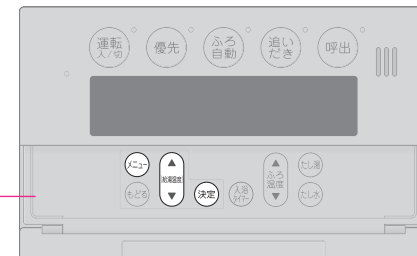 運転
入/切
優先
ふろ
自動
追い
だき
呼出
メニュー
▲
給湯温度
▼
もどる
決定
入浴
タイマー
▲
ふろ
温度
▼
たし湯
たし水